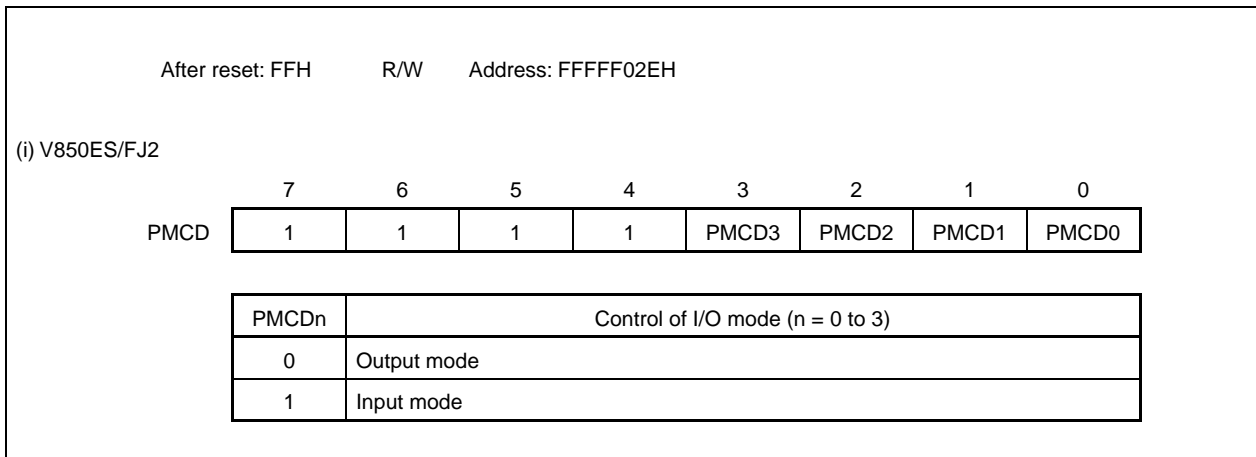 After reset: FFH R/W Address: FFFFF02EH
(i) V850ES/FJ2
7 6 5 4 3 2 1 0
PMCD 1 1 1 1 PMCD3 PMCD2 PMCD1 PMCD0
PMCDn Control of I/O mode (n = 0 to 3)
0 Output mode
1 Input mode